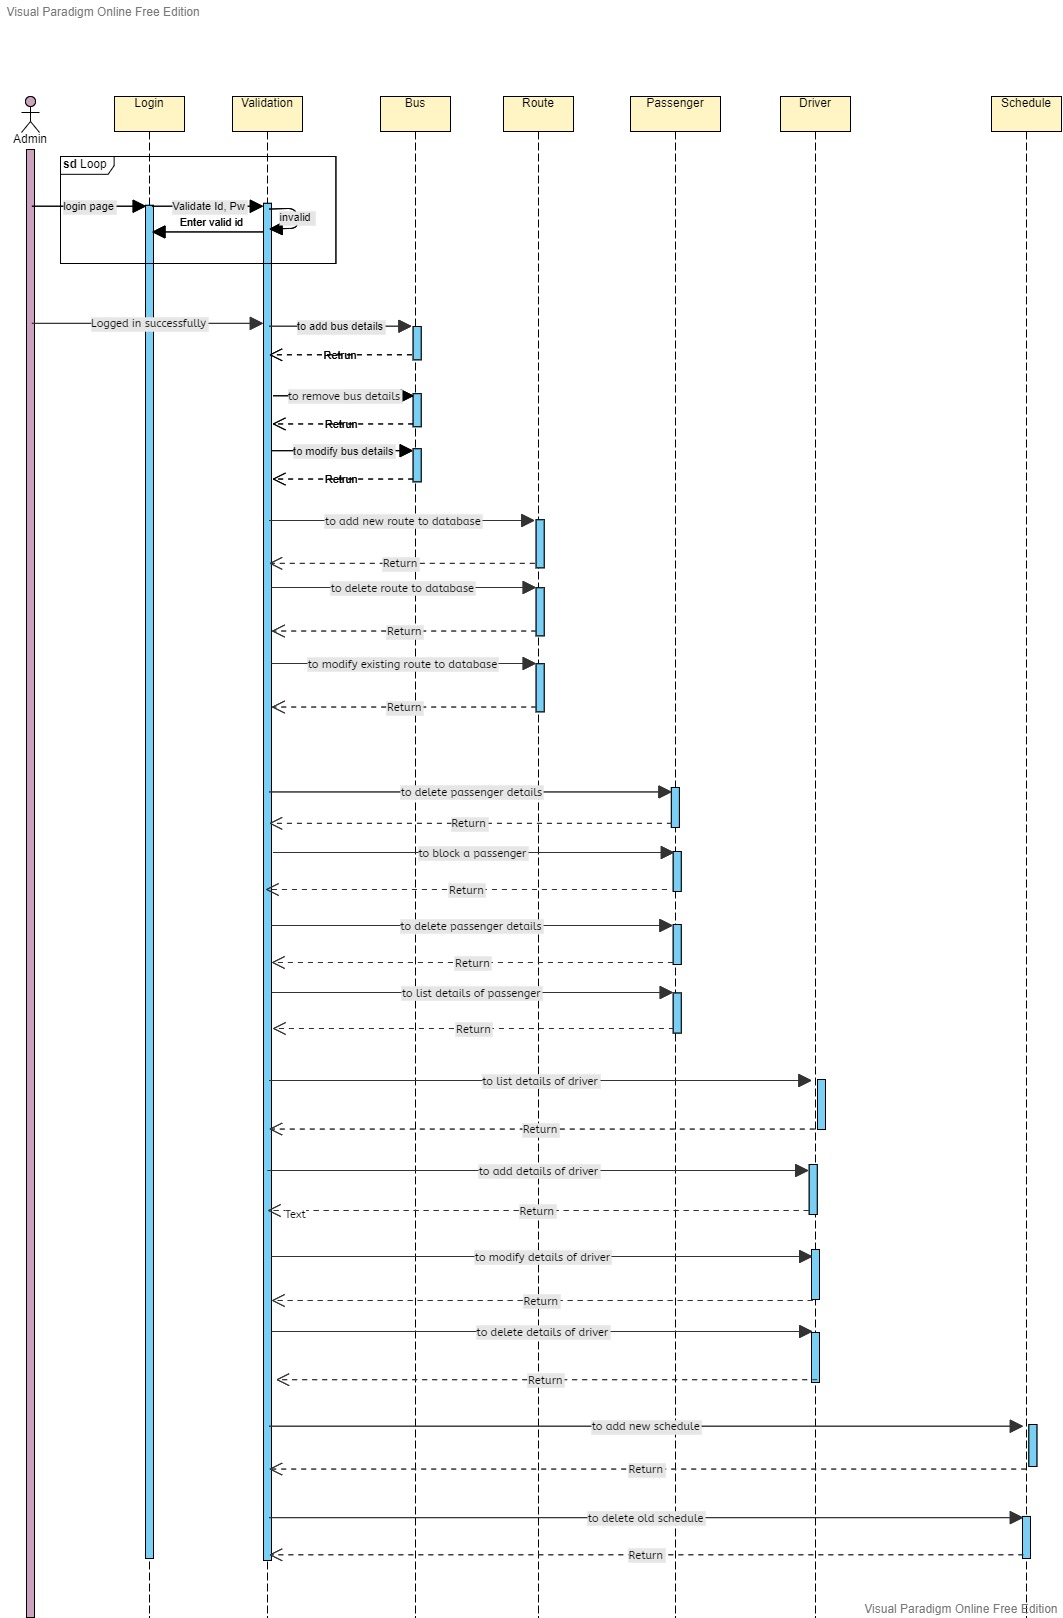 Visual Paradigm Online Free Edition
Login Validation Bus Route Passenger Driver Schedule
Admin
sd Loop
login page Validate Id, Pw
invalid
Enter valid id
Logged in successfully
to add bus details
Retrun
to remove bus details
Retrun
to modify bus details
Retrun
to add new route to database
Return
to delete route to database
Return
to modify existing route to database
Return
to delete passenger details
Return
to block a passenger
Return
to delete passenger details
Return
to list details of passenger
Return
to list details of driver
Return
to add details of driver
Return
Text
to modify details of driver
Return
to delete details of driver
Return
to add new schedule
Return
to delete old schedule
Return
Visual Paradigm Online Free Edition